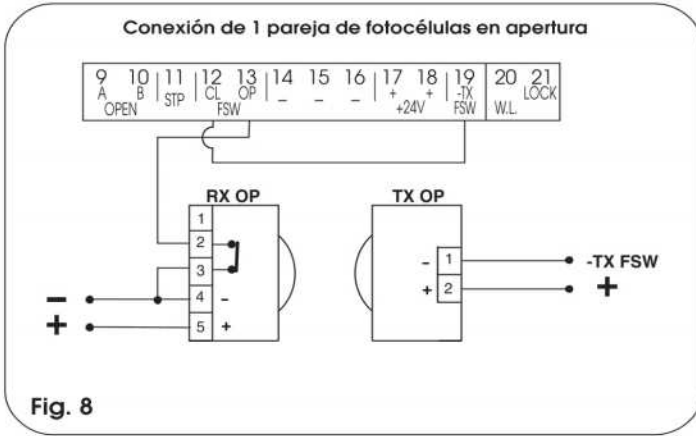 Conexión de 1 pareja de fotocélulas en apertura
9 10 11 12 13 14 15 16 17 18 19 20 21
A B STP CL OP – – – + + -TX W.L. LOCK
OPEN FSW +24V FSW
RX OP TX OP
1
2
3
4 -
5 +
–
+
- 1 -TX FSW
+ 2 +
Fig. 8